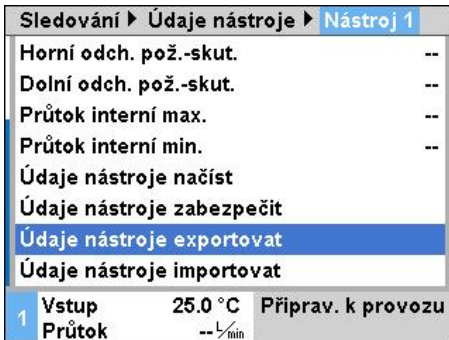 Sledování ▶ Údaje nástroje ▶ Nástroj 1
Horní odch. pož.-skut. --
Dolní odch. pož.-skut. --
Průtok interní max. --
Průtok interní min. --
Údaje nástroje načíst
Údaje nástroje zabezpečit
Údaje nástroje exportovat
Údaje nástroje importovat
1 Vstup 25.0 °C Připrav. k provozu
Průtok -- L/min